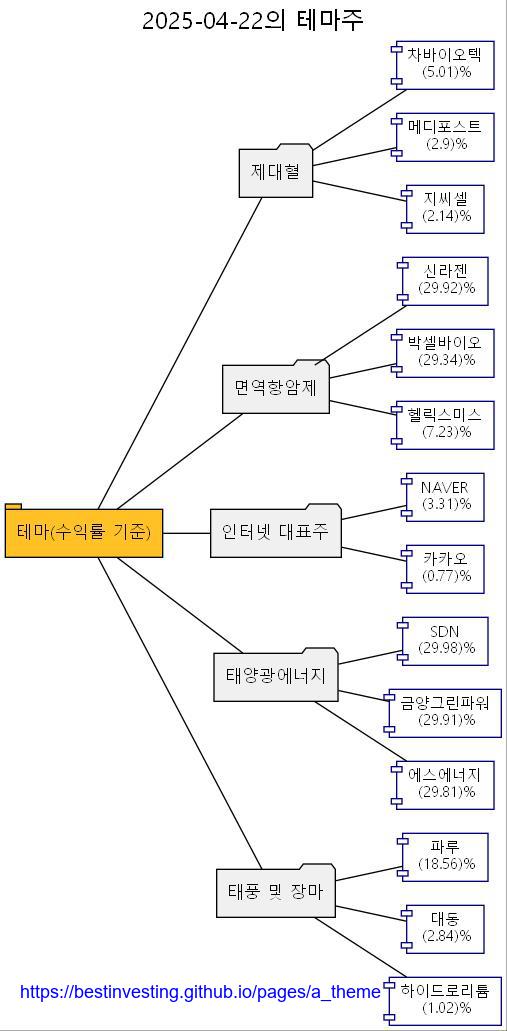 2025-04-22의 테마주
차바이오텍
(5.01)%
제대혈
메디포스트
(2.9)%
지씨셀
(2.14)%
신라젠
(29.92)%
면역항암제
박셀바이오
(29.34)%
헬릭스미스
(7.23)%
테마(수익률 기준)
인터넷 대표주
NAVER
(3.31)%
카카오
(0.77)%
태양광에너지
SDN
(29.98)%
금양그린파워
(29.91)%
에스에너지
(29.81)%
태풍 및 장마
파루
(18.56)%
대동
(2.84)%
하이드로리튬
(1.02)%
https://bestinvesting.github.io/pages/a_theme